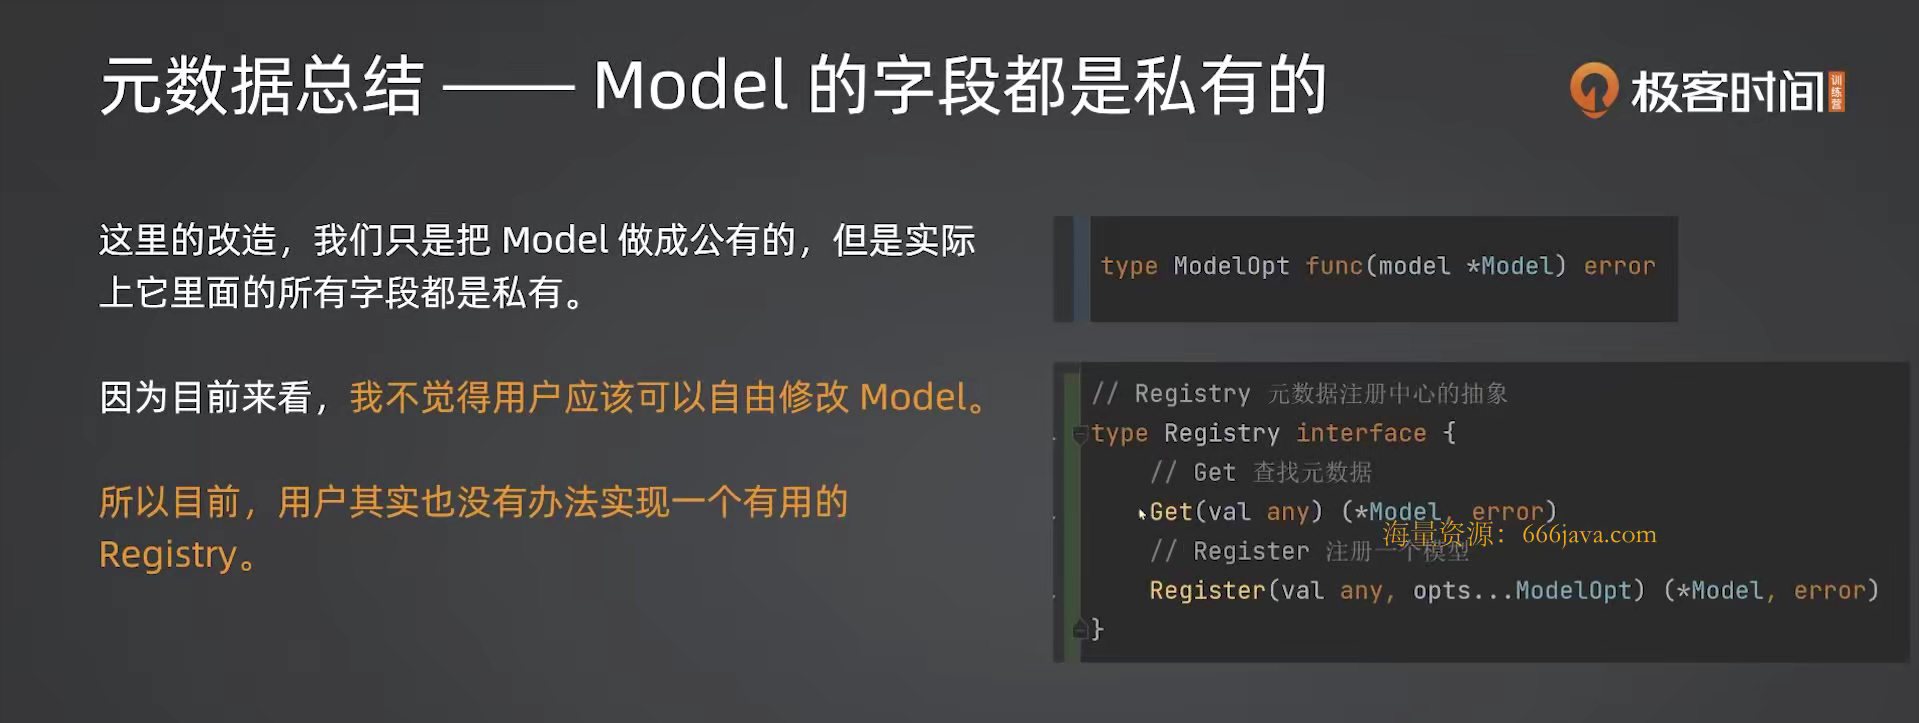 元数据总结 —— Model 的字段都是私有的
极客时间 训练营
这里的改造，我们只是把 Model 做成公有的，但是实际
上它里面的所有字段都是私有。
因为目前来看，我不觉得用户应该可以自由修改 Model。
所以目前，用户其实也没有办法实现一个有用的
Registry。
type ModelOpt func(model *Model) error
// Registry 元数据注册中心的抽象
type Registry interface {
// Get 查找元数据
Get(val any) (*Model, error)
海量资源：666java.com
// Register 注册一个模型
Register(val any, opts...ModelOpt) (*Model, error)
}